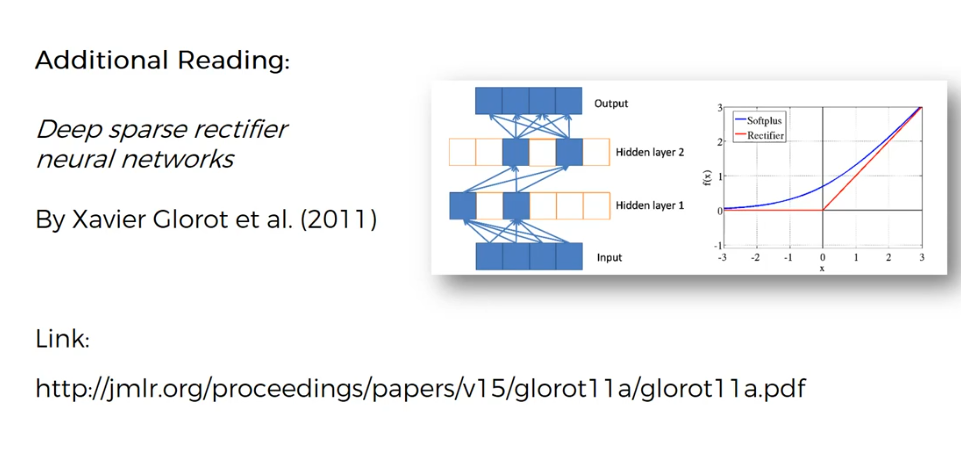 Additional Reading:
Deep sparse rectifier
neural networks
By Xavier Glorot et al. (2011)
Output
Hidden layer 2
Hidden layer 1
Input
Softplus
Rectifier
f(x)
3
2
1
0
-1
-3 -2 -1 0 1 2 3
x
Link:
http://jmlr.org/proceedings/papers/v15/glorot11a/glorot11a.pdf